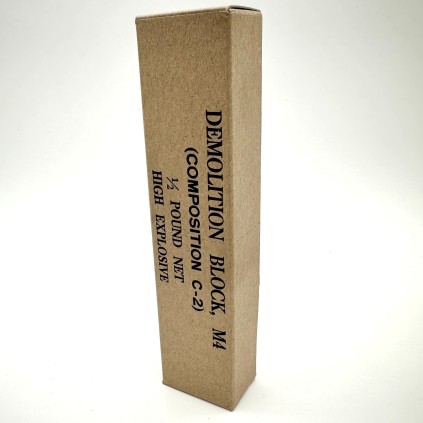 DEMOLITION BLOCK, M4
(COMPOSITION C-2)
½ POUND NET
HIGH EXPLOSIVE